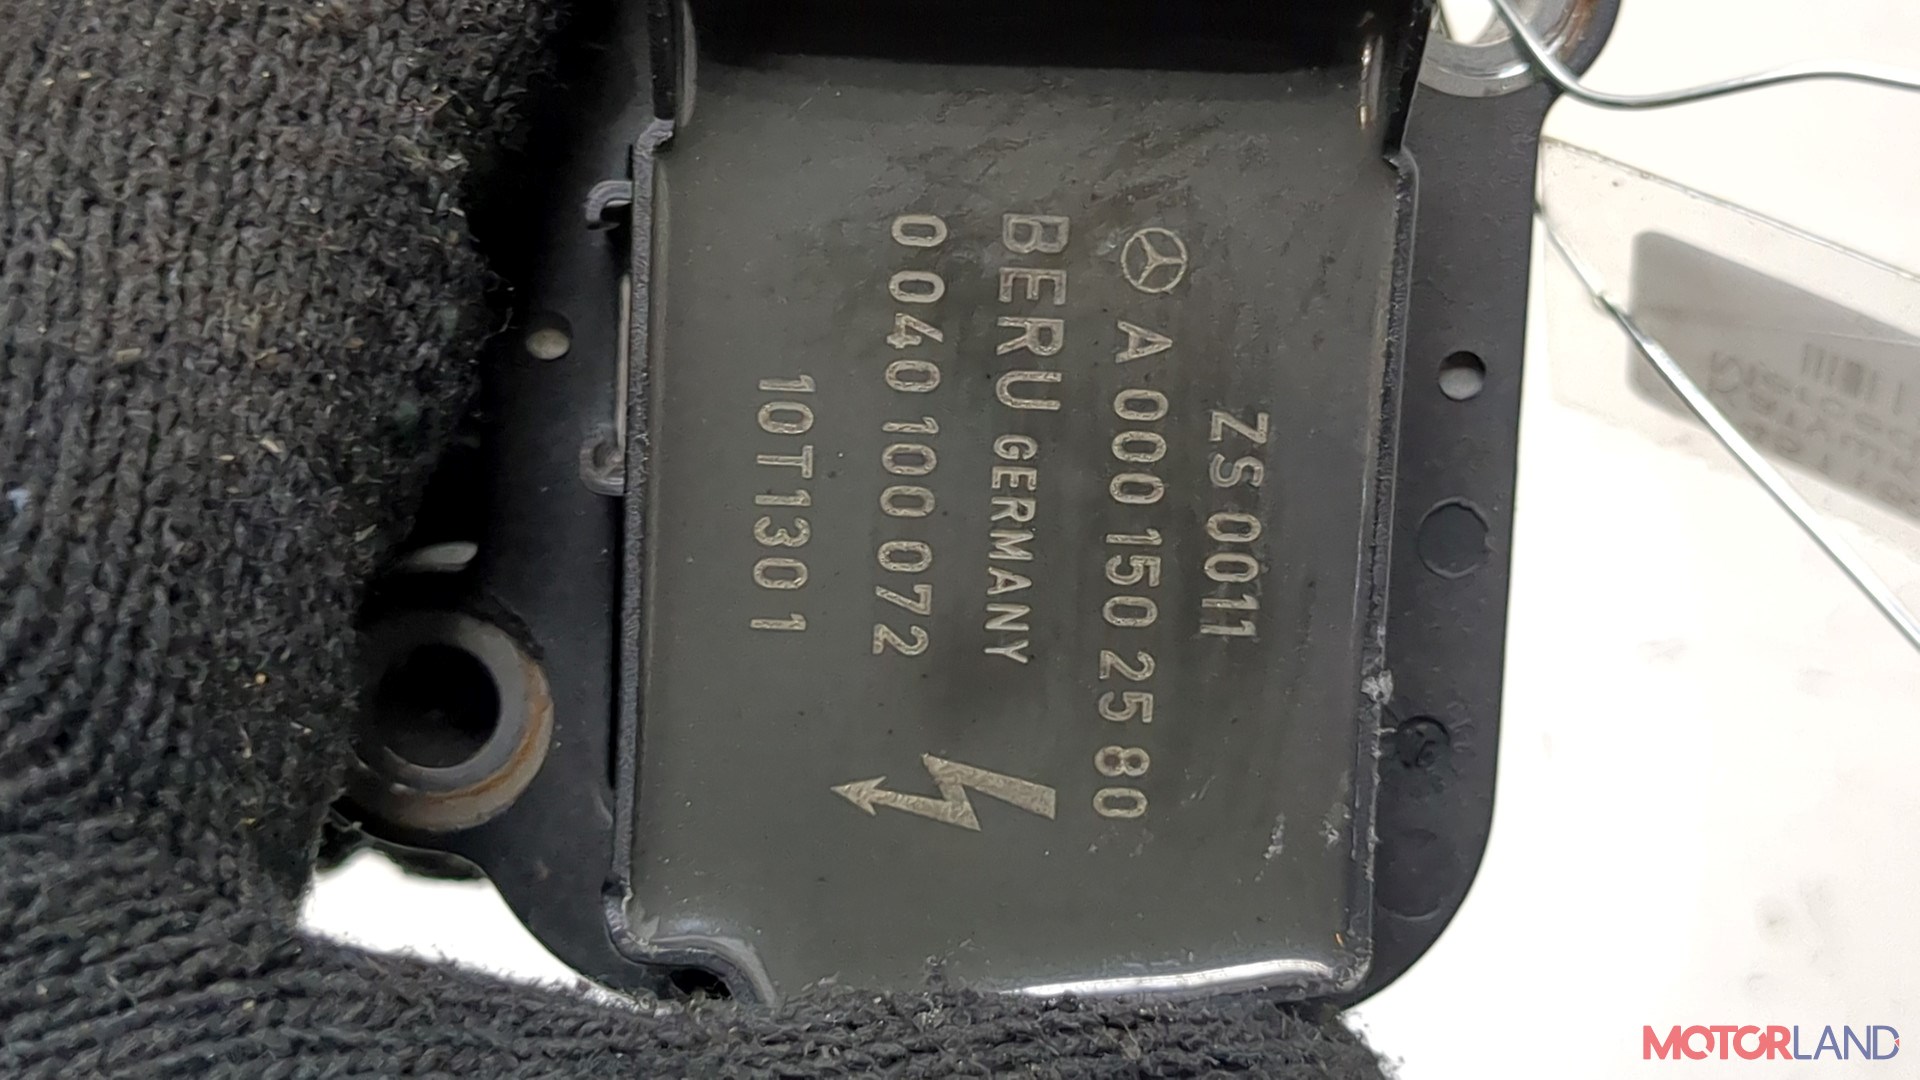 ZS 0011
A 000 150 25 80
BERU GERMANY
0 040 100 072
10T1301
MOTORLAND